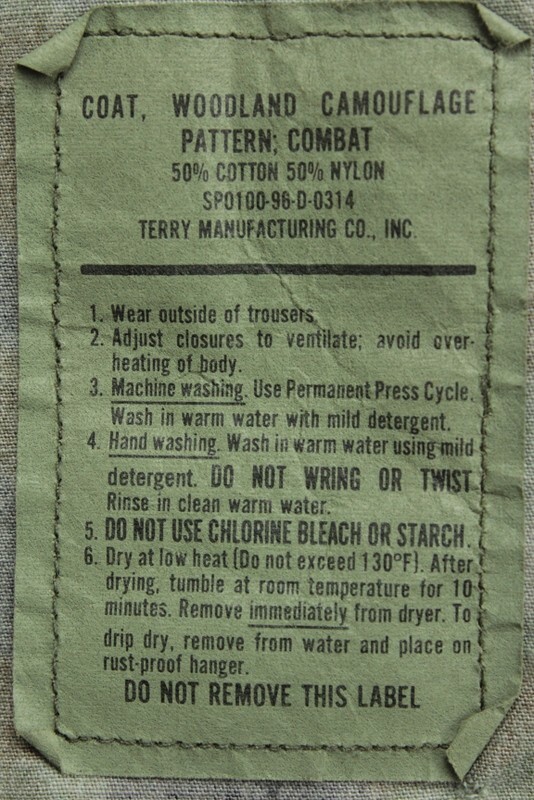 COAT, WOODLAND CAMOUFLAGE
PATTERN; COMBAT
50% COTTON 50% NYLON
SPO100-96-D-0314
TERRY MANUFACTURING CO., INC.
1. Wear outside of trousers.
2. Adjust closures to ventilate; avoid over-
heating of body.
3. Machine washing. Use Permanent Press Cycle.
Wash in warm water with mild detergent.
4. Hand washing. Wash in warm water using mild
detergent. DO NOT WRING OR TWIST.
Rinse in clean warm water.
5. DO NOT USE CHLORINE BLEACH OR STARCH.
6. Dry at low heat (Do not exceed 130°F). After
drying, tumble at room temperature for 10
minutes. Remove immediately from dryer. To
drip dry, remove from water and place on
rust-proof hanger.
DO NOT REMOVE THIS LABEL